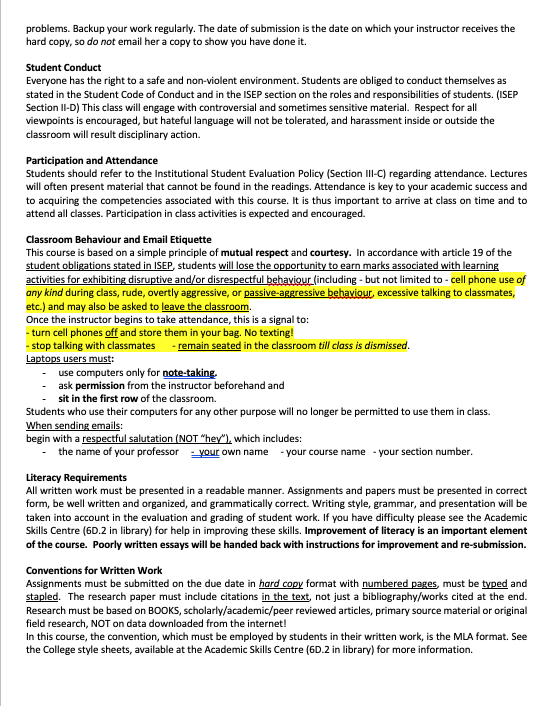 problems. Backup your work regularly. The date of submission is the date on which your instructor receives the
hard copy, so do not email her a copy to show you have done it.
Student Conduct
Everyone has the right to a safe and non-violent environment. Students are obliged to conduct themselves as
stated in the Student Code of Conduct and in the ISEP section on the roles and responsibilities of students. (ISEP
Section II-D) This class will engage with controversial and sometimes sensitive material.  Respect for all
viewpoints is encouraged, but hateful language will not be tolerated, and harassment inside or outside the
classroom will result disciplinary action.
Participation and Attendance
Students should refer to the Institutional Student Evaluation Policy (Section III-C) regarding attendance. Lectures
will often present material that cannot be found in the readings. Attendance is key to your academic success and
to acquiring the competencies associated with this course. It is thus important to arrive at class on time and to
attend all classes. Participation in class activities is expected and encouraged.
Classroom Behaviour and Email Etiquette
This course is based on a simple principle of mutual respect and courtesy.  In accordance with article 19 of the
student obligations stated in ISEP, students will lose the opportunity to earn marks associated with learning
activities for exhibiting disruptive and/or disrespectful behaviour (including - but not limited to - cell phone use of
any kind during class, rude, overtly aggressive, or passive-aggressive behaviour, excessive talking to classmates,
etc.) and may also be asked to leave the classroom.
Once the instructor begins to take attendance, this is a signal to:
- turn cell phones off and store them in your bag. No texting!
- stop talking with classmates - remain seated in the classroom till class is dismissed.
Laptops users must:
- use computers only for note-taking.
- ask permission from the instructor beforehand and
- sit in the first row of the classroom.
Students who use their computers for any other purpose will no longer be permitted to use them in class.
When sending emails:
begin with a respectful salutation (NOT “hey”), which includes:
- the name of your professor - your own name - your course name - your section number.
Literacy Requirements
All written work must be presented in a readable manner. Assignments and papers must be presented in correct
form, be well written and organized, and grammatically correct. Writing style, grammar, and presentation will be
taken into account in the evaluation and grading of student work. If you have difficulty please see the Academic
Skills Centre (6D.2 in library) for help in improving these skills. Improvement of literacy is an important element
of the course.  Poorly written essays will be handed back with instructions for improvement and re-submission.
Conventions for Written Work
Assignments must be submitted on the due date in hard copy format with numbered pages, must be typed and
stapled.  The research paper must include citations in the text, not just a bibliography/works cited at the end.
Research must be based on BOOKS, scholarly/academic/peer reviewed articles, primary source material or original
field research, NOT on data downloaded from the internet!
In this course, the convention, which must be employed by students in their written work, is the MLA format. See
the College style sheets, available at the Academic Skills Centre (6D.2 in library) for more information.